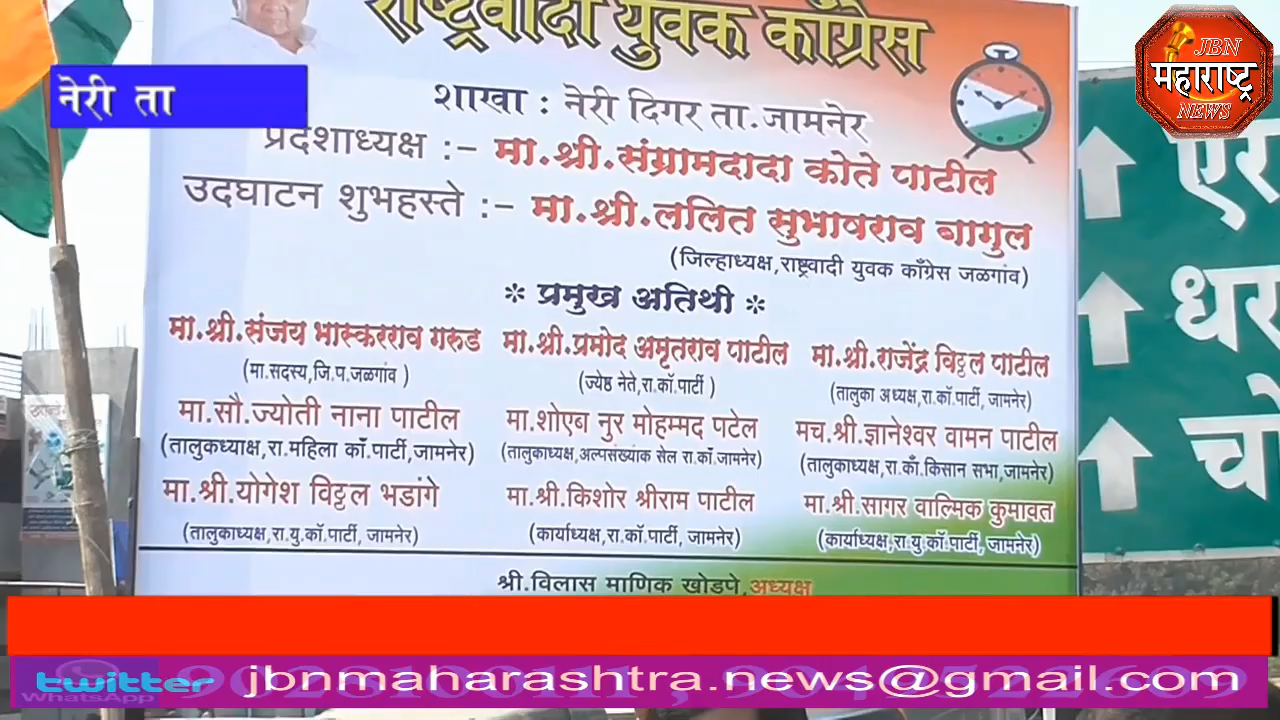 राष्ट्रवादी युवक काँग्रेस
JBN
महाराष्ट्र
NEWS
नेरी ता
शाखा : नेरी दिगर ता.जामनेर
प्रदेशाध्यक्ष :– मा.श्री.संग्रामदादा कोते पाटील
उदघाटन शुभहस्ते :– मा.श्री.ललित सुभाषराव बागुल
(जिल्हाध्यक्ष,राष्ट्रवादी युवक काँग्रेस जळगांव)
* प्रमुख अतिथी *
मा.श्री.संजय भास्करराव गरुड मा.श्री.प्रमोद अमृतराव पाटील मा.श्री.राजेंद्र विठ्ठल पाटील
(मा.सदस्य,जि.प.जळगांव ) (ज्येष्ठ नेते,रा.कॉ.पार्टी ) (तालुका अध्यक्ष,रा.कॉ.पार्टी, जामनेर)
मा.सौ.ज्योती नाना पाटील मा.शोएब नुर मोहम्मद पटेल मच.श्री.ज्ञानेश्वर वामन पाटील
(तालुकध्याक्ष,रा.महिला काँ.पार्टी,जामनेर) (तालुकाध्यक्ष,अल्पसंख्यांक सेल रा.काँ.जामनेर) (तालुकाध्यक्ष,रा.काँ.किसान सभा,जामनेर)
मा.श्री.योगेश विठ्ठल भडांगे मा.श्री.किशोर श्रीराम पाटील मा.श्री.सागर वाल्मिक कुमावत
(तालुकाध्यक्ष,रा.यु.कॉ.पार्टी, जामनेर) (कार्याध्यक्ष,रा.कॉ.पार्टी, जामनेर) (कार्याध्यक्ष,रा.यु.कॉ.पार्टी, जामनेर)
श्री.विलास माणिक खोडपे,अध्यक्ष
twitter jbnmaharashtra.news@gmail.com
WhatsApp